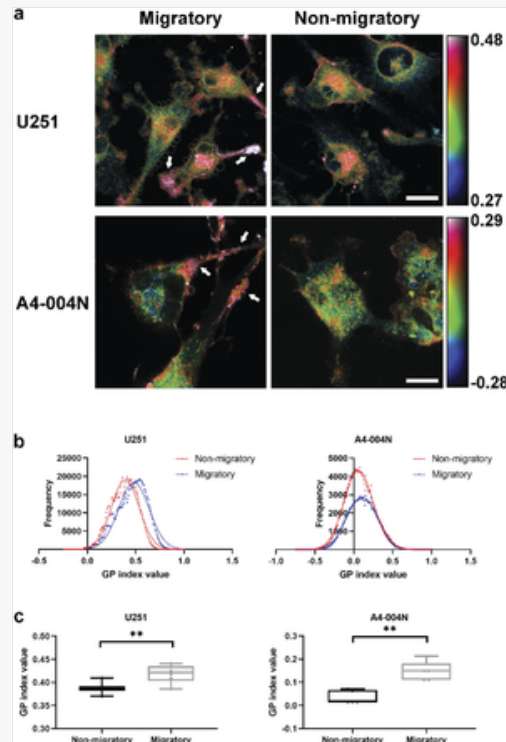 a
Migratory Non-migratory
U251
0.48
0.27
A4-004N
0.29
-0.28
b
U251
Frequency
25000
20000
15000
10000
5000
0
-0.5 0.0 0.5 1.0 1.5
GP index value
Non-migratory
Migratory
A4-004N
Frequency
5000
4000
3000
2000
1000
0
-1.0 -0.5 0.0 0.5 1.0
GP index value
Non-migratory
Migratory
c
U251
**
GP index value
0.50
0.45
0.40
0.35
0.30
Non-migratory Migratory
A4-004N
**
GP index value
0.3
0.2
0.1
0.0
-0.1
Non-migratory Migratory